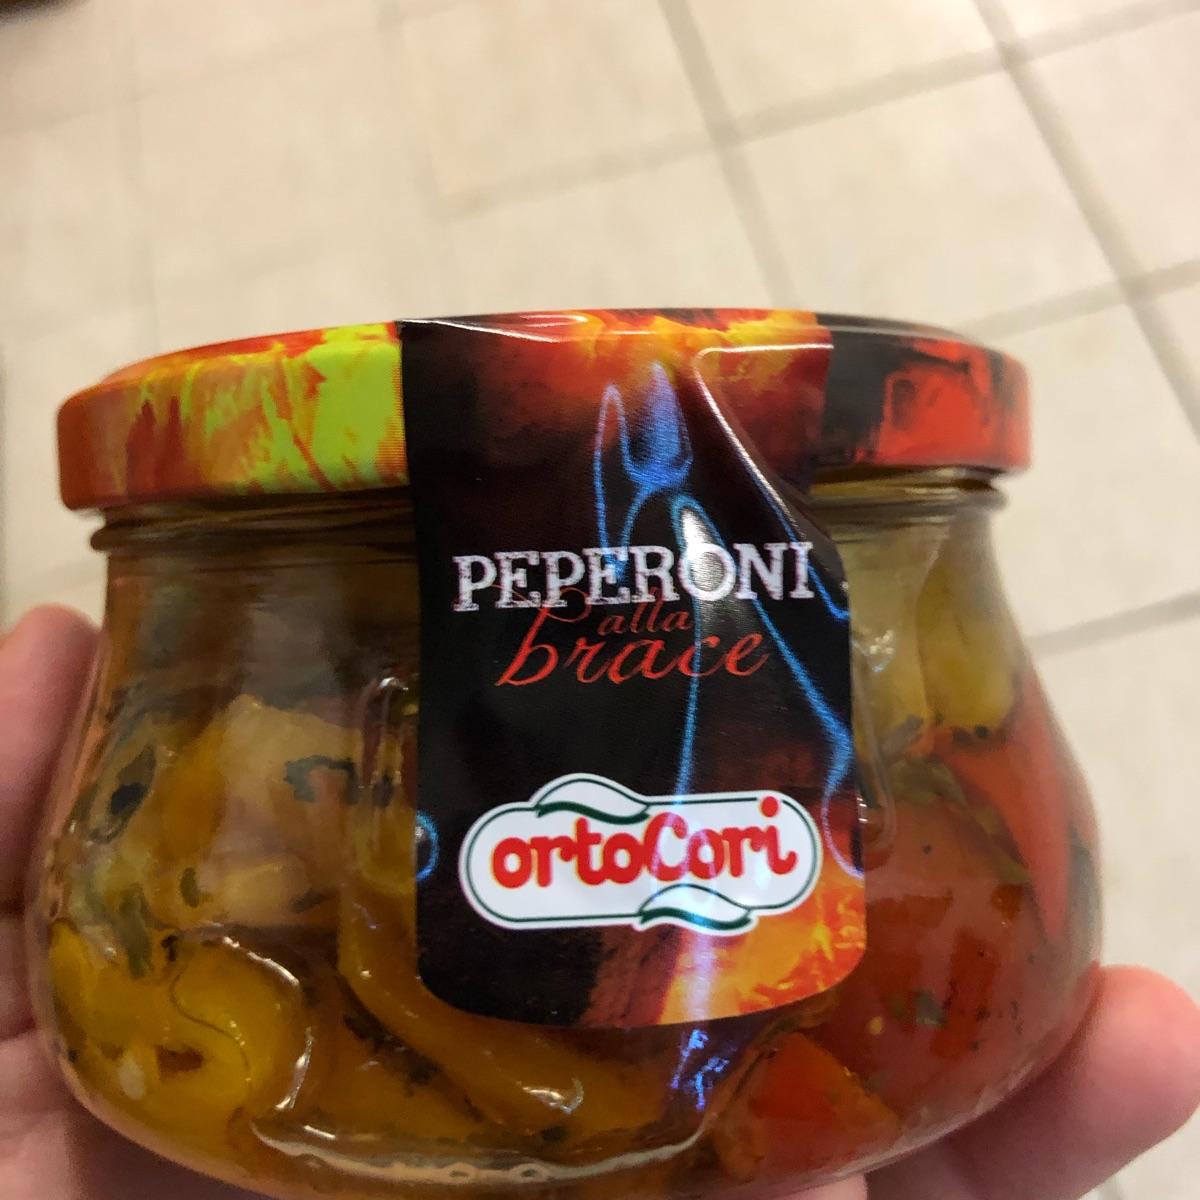 PEPERONI
alla
brace
ortoCori